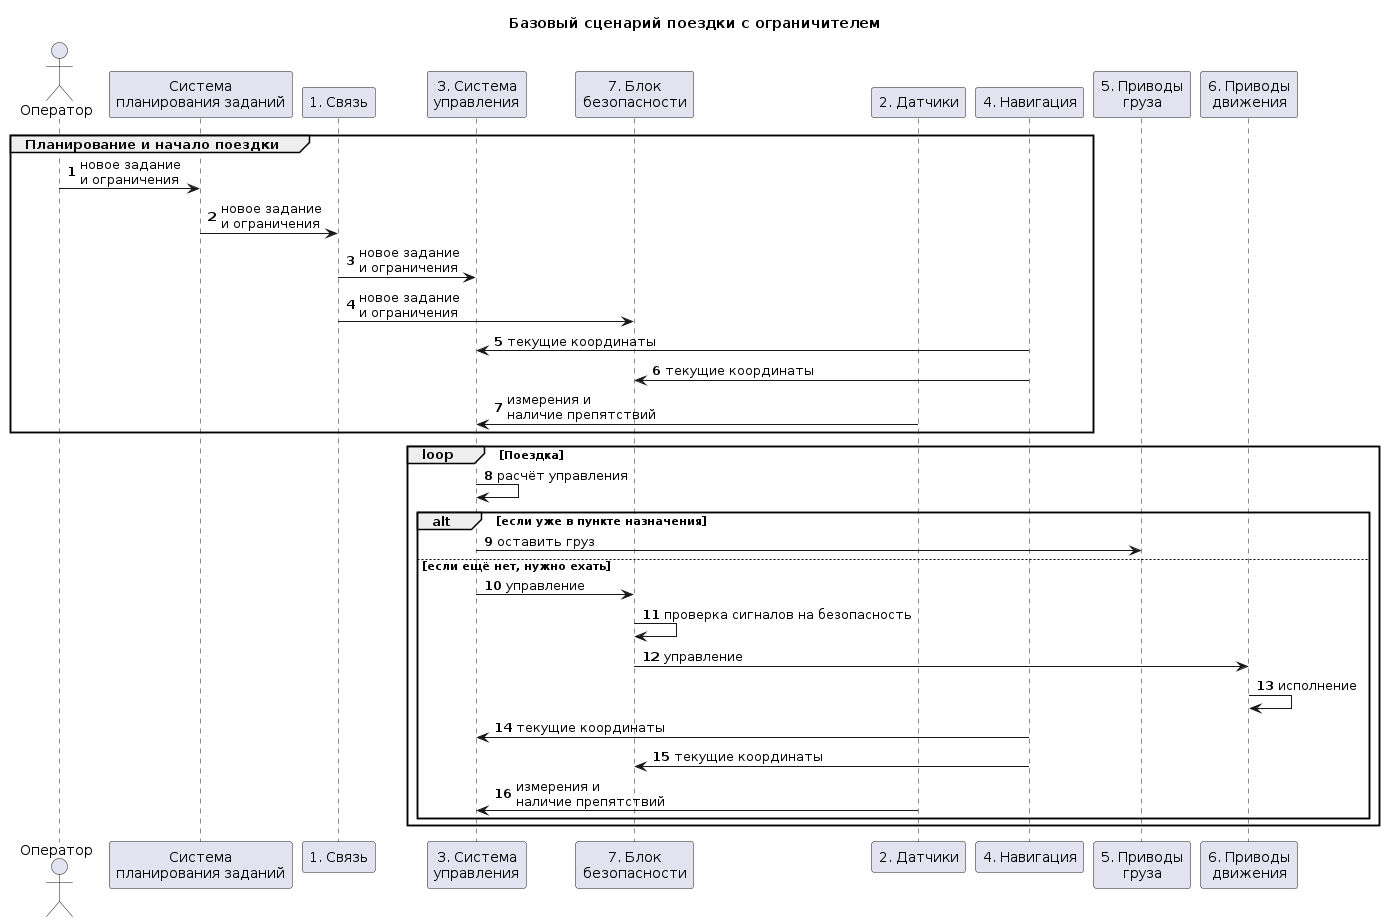 Базовый сценарий поездки с ограничителем
Оператор
Система
планирования заданий
1. Связь
3. Система
управления
7. Блок
безопасности
2. Датчики
4. Навигация
5. Приводы
груза
6. Приводы
движения
Планирование и начало поездки
1 новое задание
и ограничения
2 новое задание
и ограничения
3 новое задание
и ограничения
4 новое задание
и ограничения
5 текущие координаты
6 текущие координаты
7 измерения и
наличие препятствий
loop [Поездка]
8 расчёт управления
alt [если уже в пункте назначения]
9 оставить груз
[если ещё нет, нужно ехать]
10 управление
11 проверка сигналов на безопасность
12 управление
13 исполнение
14 текущие координаты
15 текущие координаты
16 измерения и
наличие препятствий
Оператор
Система
планирования заданий
1. Связь
3. Система
управления
7. Блок
безопасности
2. Датчики
4. Навигация
5. Приводы
груза
6. Приводы
движения